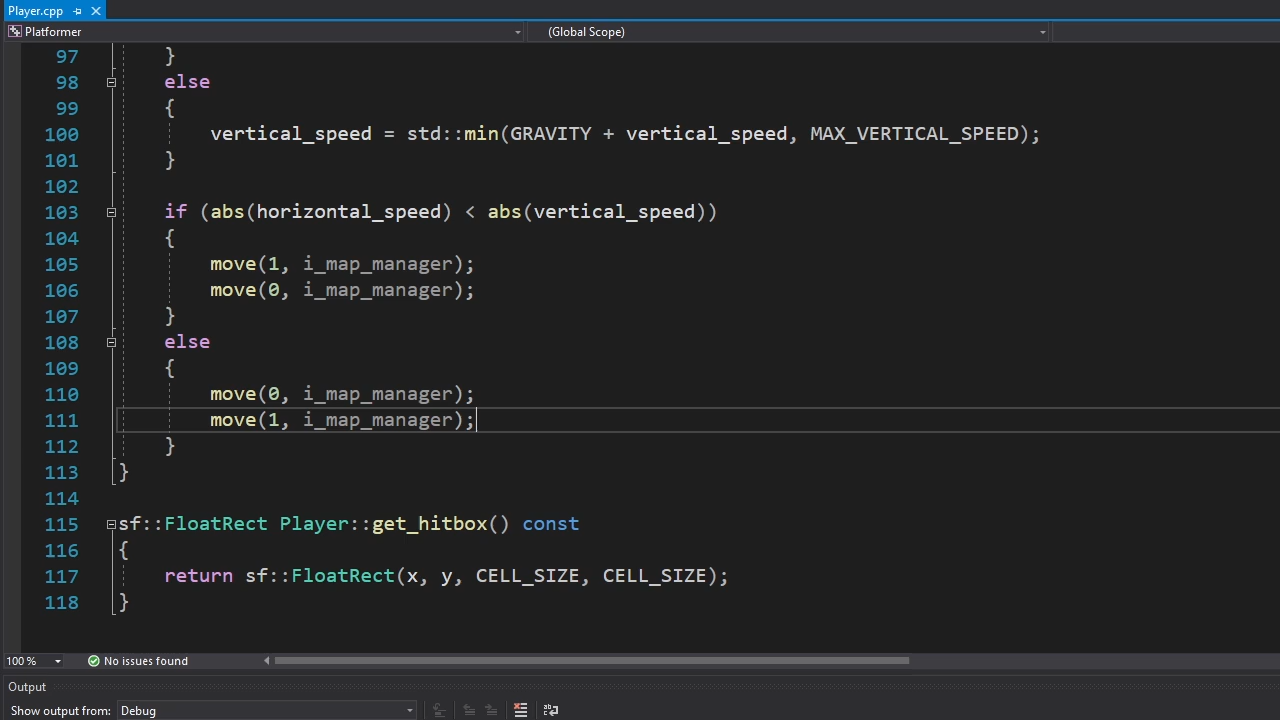 Player.cpp
Platformer (Global Scope)
97 }
98 else
99 {
100 vertical_speed = std::min(GRAVITY + vertical_speed, MAX_VERTICAL_SPEED);
101 }
102
103 if (abs(horizontal_speed) < abs(vertical_speed))
104 {
105 move(1, i_map_manager);
106 move(0, i_map_manager);
107 }
108 else
109 {
110 move(0, i_map_manager);
111 move(1, i_map_manager);
112 }
113 }
114
115 sf::FloatRect Player::get_hitbox() const
116 {
117 return sf::FloatRect(x, y, CELL_SIZE, CELL_SIZE);
118 }
100 % No issues found
Output
Show output from: Debug